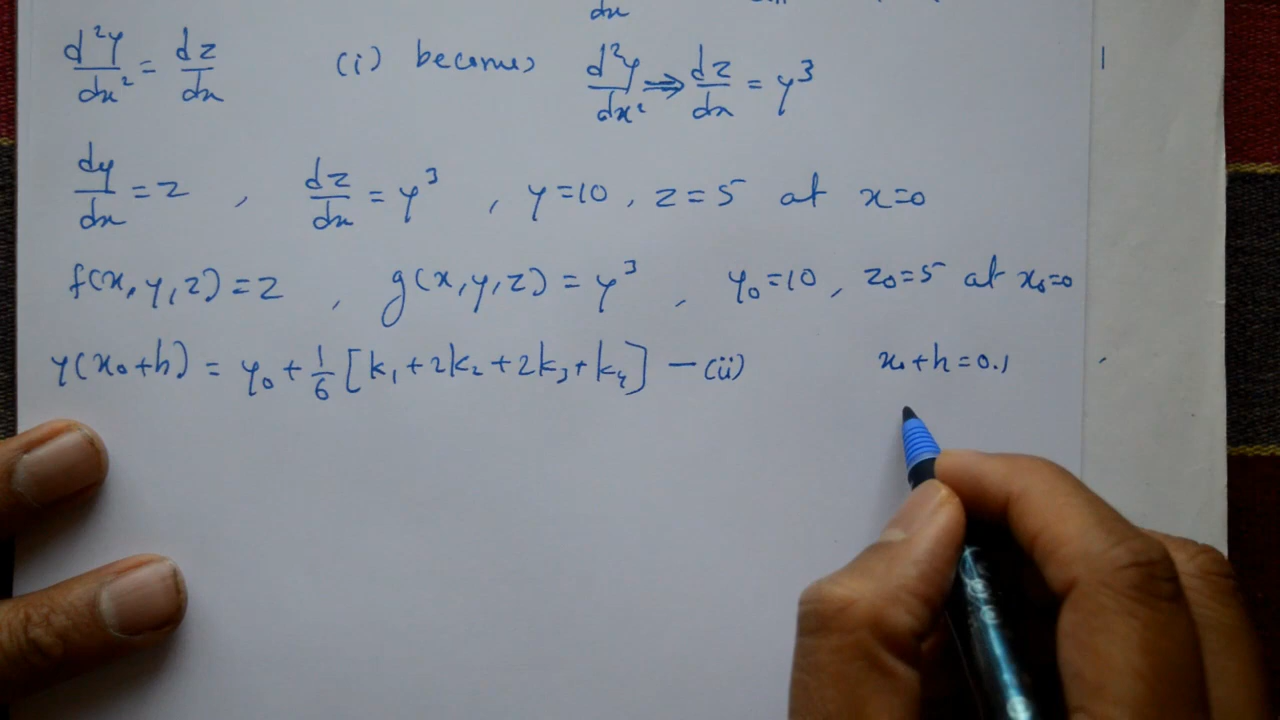 dx
d²y/dx² = dz/dx (i) becomes d²y/dx² ⇒ dz/dx = y³
dy/dx = z , dz/dx = y³ , y=10, z=5 at x=0
f(x,y,z)=z , g(x,y,z)=y³ , y₀=10, z₀=5 at x₀=0
y(x₀+h) = y₀ + 1/6 [k₁+2k₂+2k₃+k₄] —(ii) x₀+h=0.1